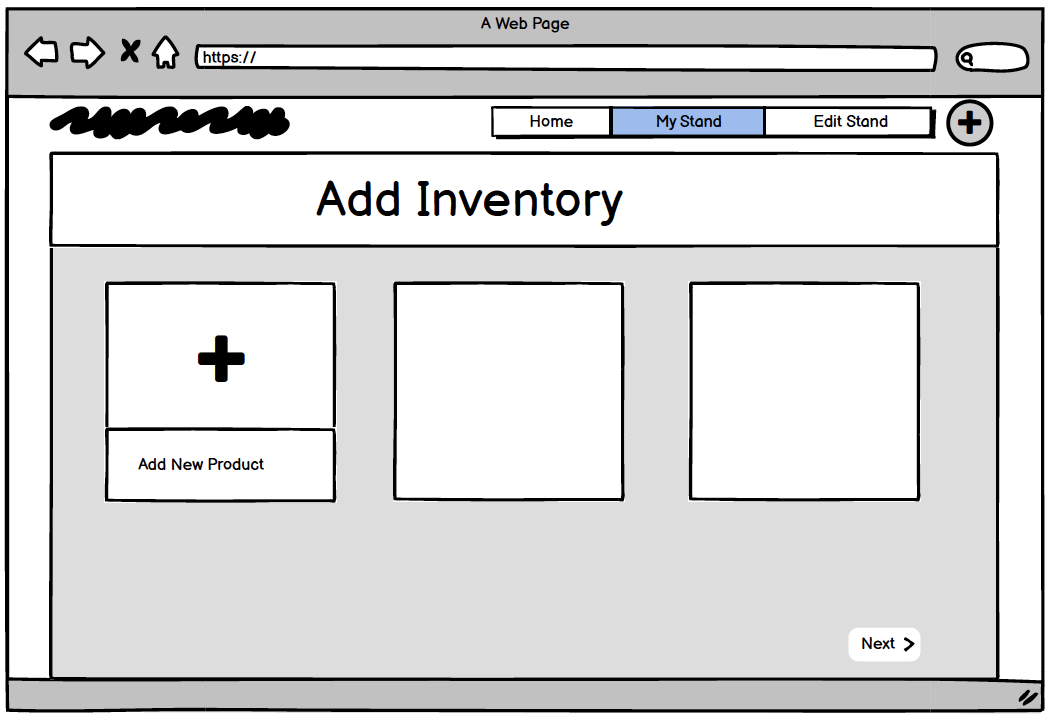 A Web Page
https://
Home
My Stand
Edit Stand
Add Inventory
Add New Product
Next